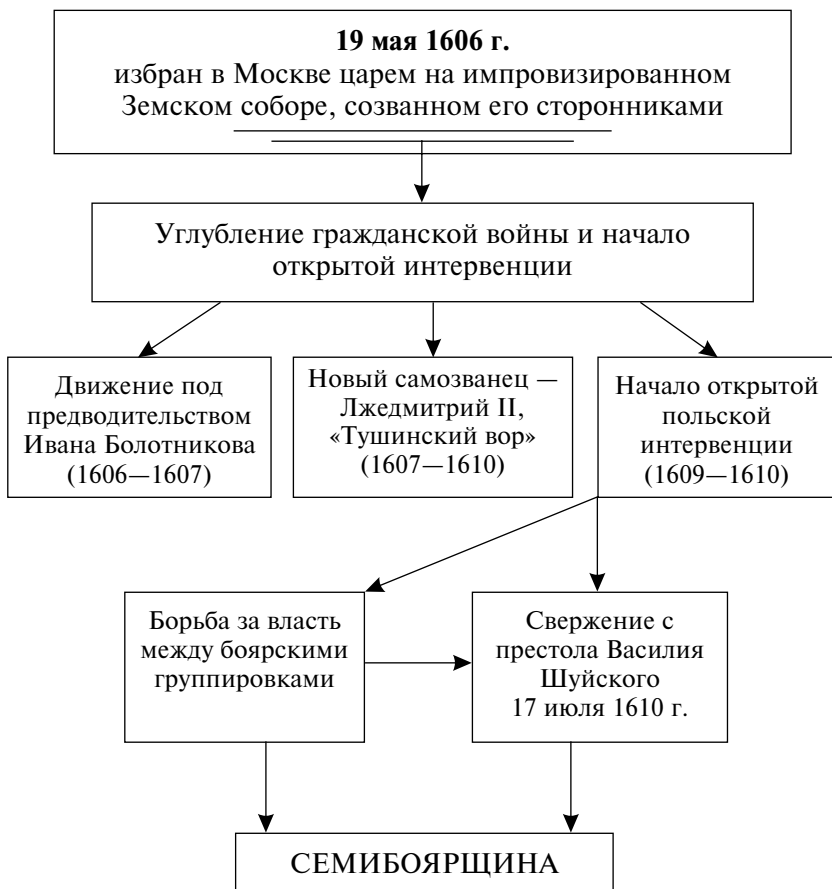 19 мая 1606 г.
избран в Москве царем на импровизированном
Земском соборе, созванном его сторонниками
Углубление гражданской войны и начало
открытой интервенции
Движение под
предводительством
Ивана Болотникова
(1606—1607)
Новый самозванец —
Лжедмитрий II,
«Тушинский вор»
(1607—1610)
Начало открытой
польской
интервенции
(1609—1610)
Борьба за власть
между боярскими
группировками
Свержение с
престола Василия
Шуйского
17 июля 1610 г.
СЕМИБОЯРЩИНА